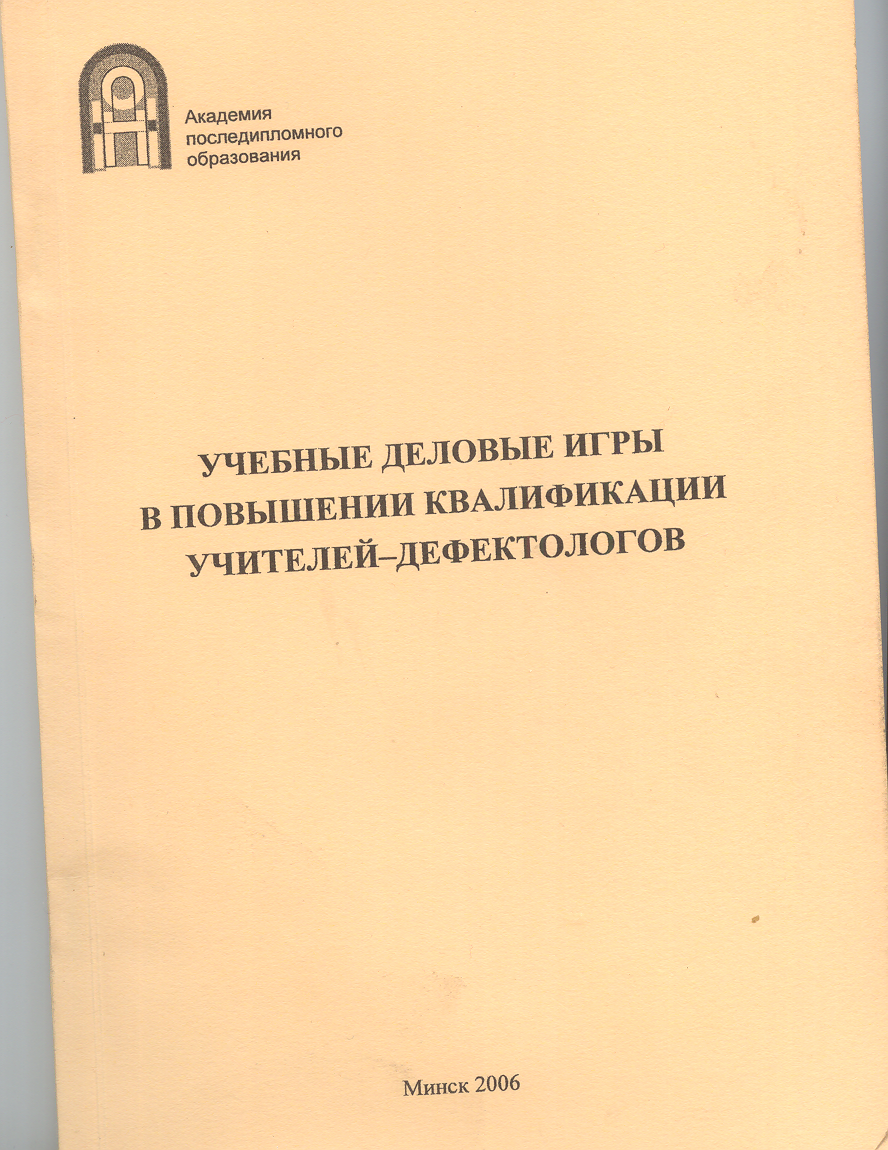 Академия
последипломного
образования
УЧЕБНЫЕ ДЕЛОВЫЕ ИГРЫ
В ПОВЫШЕНИИ КВАЛИФИКАЦИИ
УЧИТЕЛЕЙ–ДЕФЕКТОЛОГОВ
Минск 2006